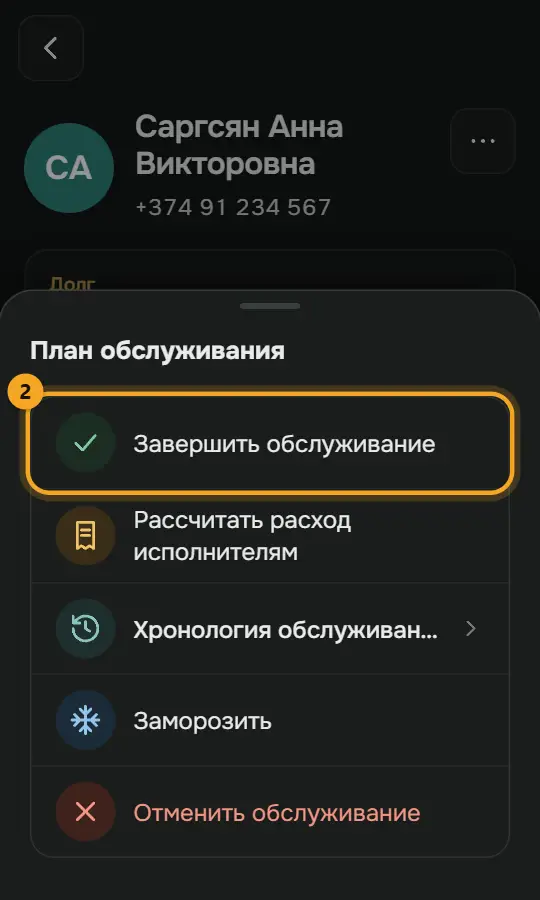 СА
Саргсян Анна
Викторовна
+374 91 234 567
...
Долг
План обслуживания
2
Завершить обслуживание
Рассчитать расход
исполнителям
Хронология обслуживан...
Заморозить
Отменить обслуживание